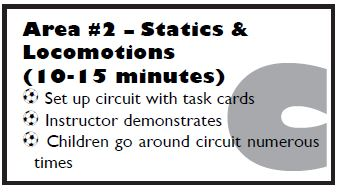 Area #2 – Statics &
Locomotions
(10-15 minutes)
Set up circuit with task cards
Instructor demonstrates
Children go around circuit numerous
times